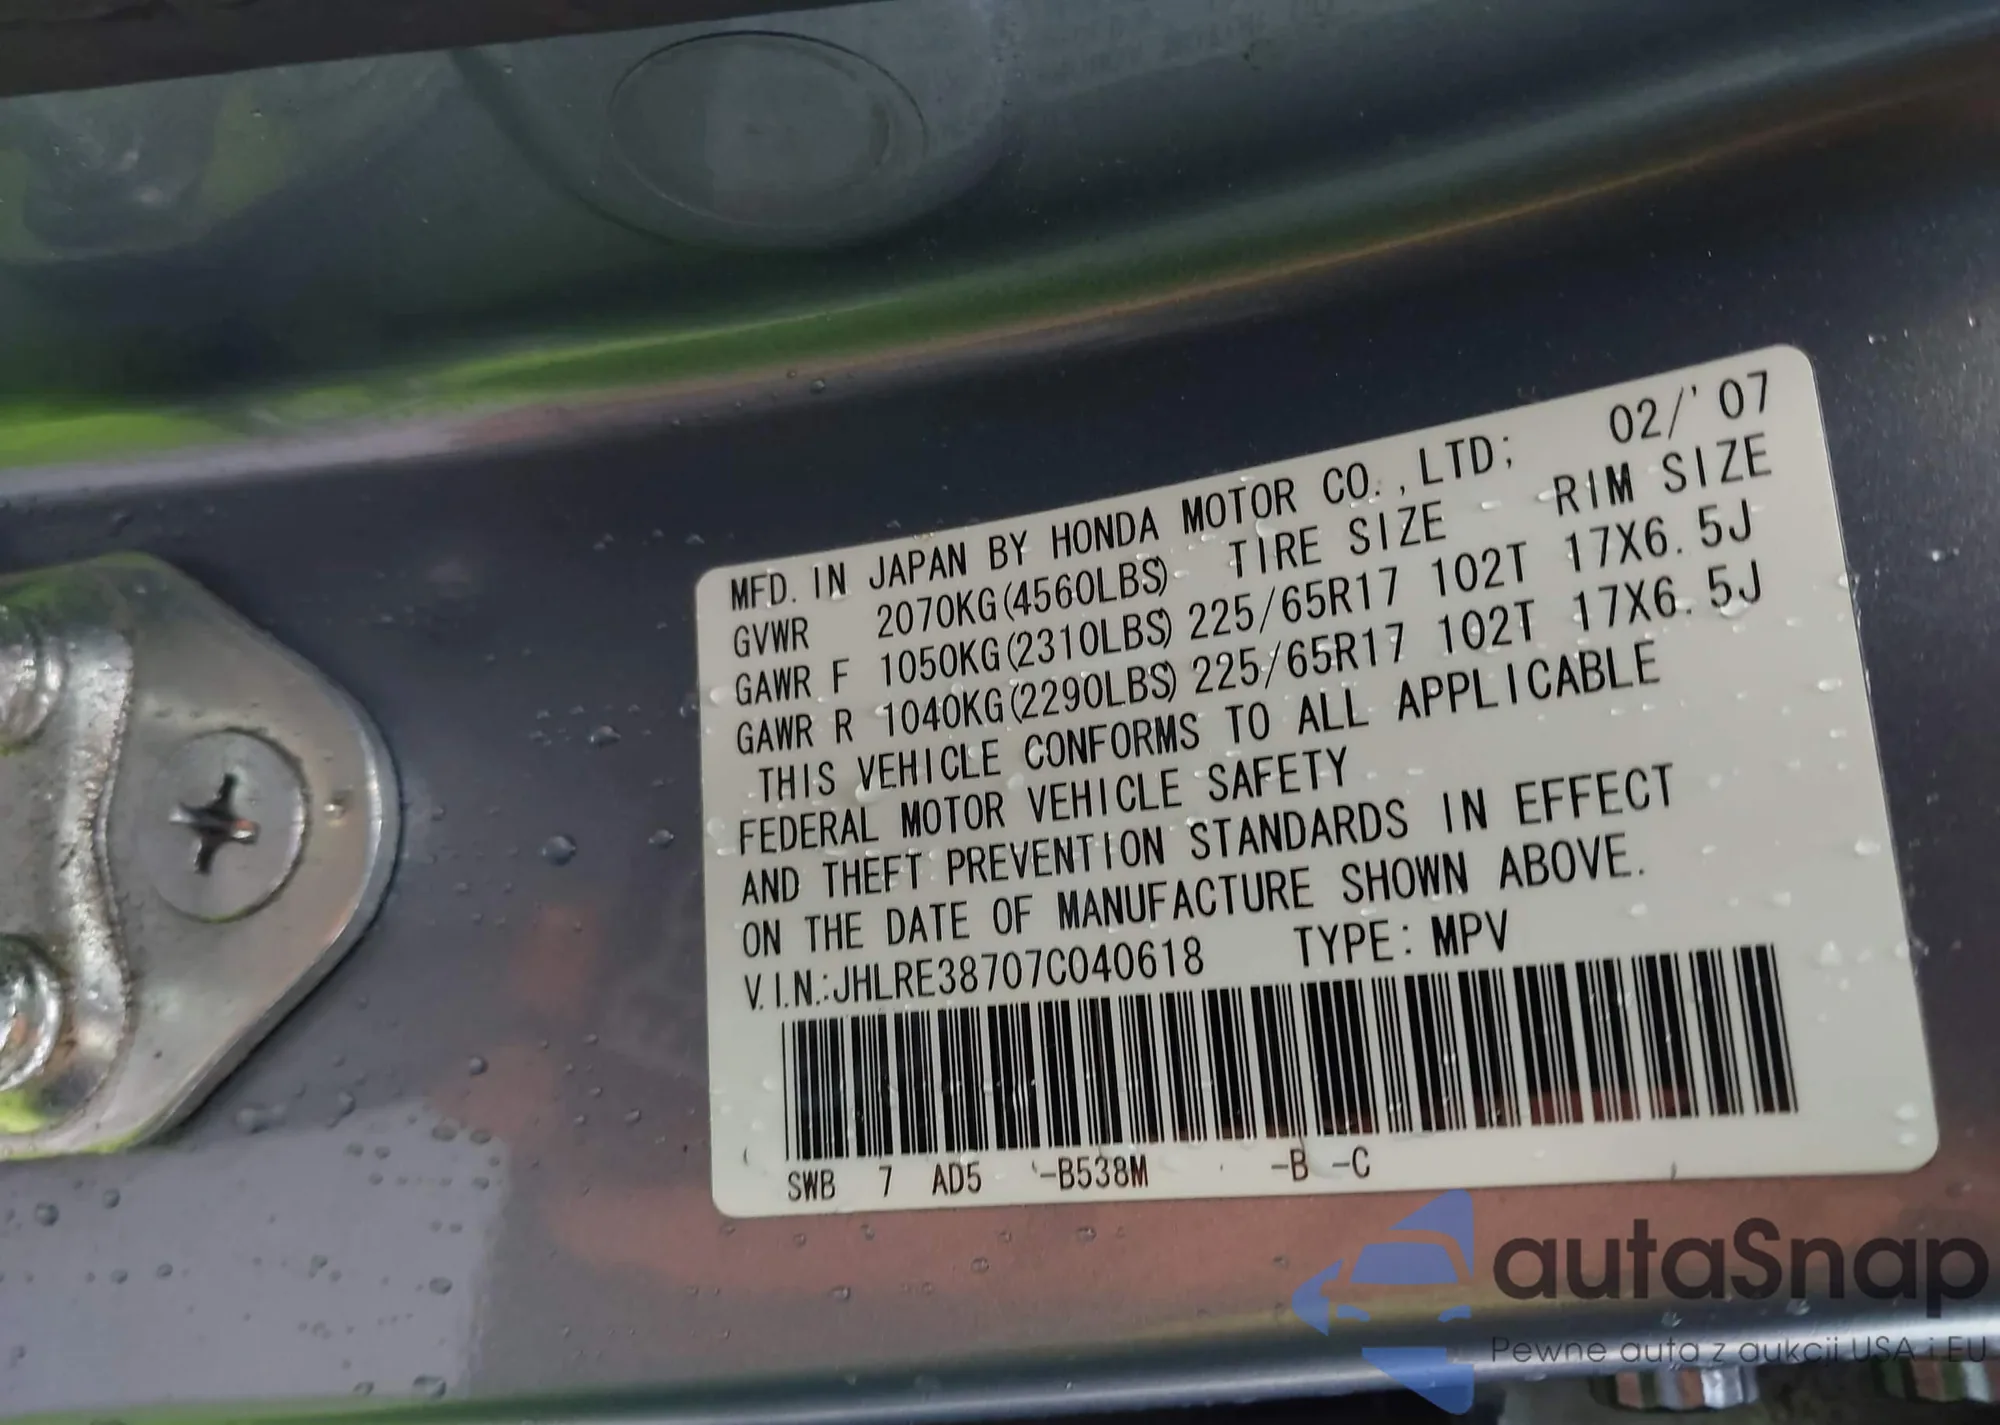 MFD. IN JAPAN BY HONDA MOTOR CO.,LTD; 02/'07
GVWR 2070KG(4560LBS) TIRE SIZE RIM SIZE
GAWR F 1050KG(2310LBS) 225/65R17 102T 17X6.5J
GAWR R 1040KG(2290LBS) 225/65R17 102T 17X6.5J
THIS VEHICLE CONFORMS TO ALL APPLICABLE
FEDERAL MOTOR VEHICLE SAFETY
AND THEFT PREVENTION STANDARDS IN EFFECT
ON THE DATE OF MANUFACTURE SHOWN ABOVE.
V.I.N.:JHLRE38707C040618 TYPE: MPV
SWB 7 AD5 -B538M -B -C
autaSnap
Pewne auta z aukcji USA i EU